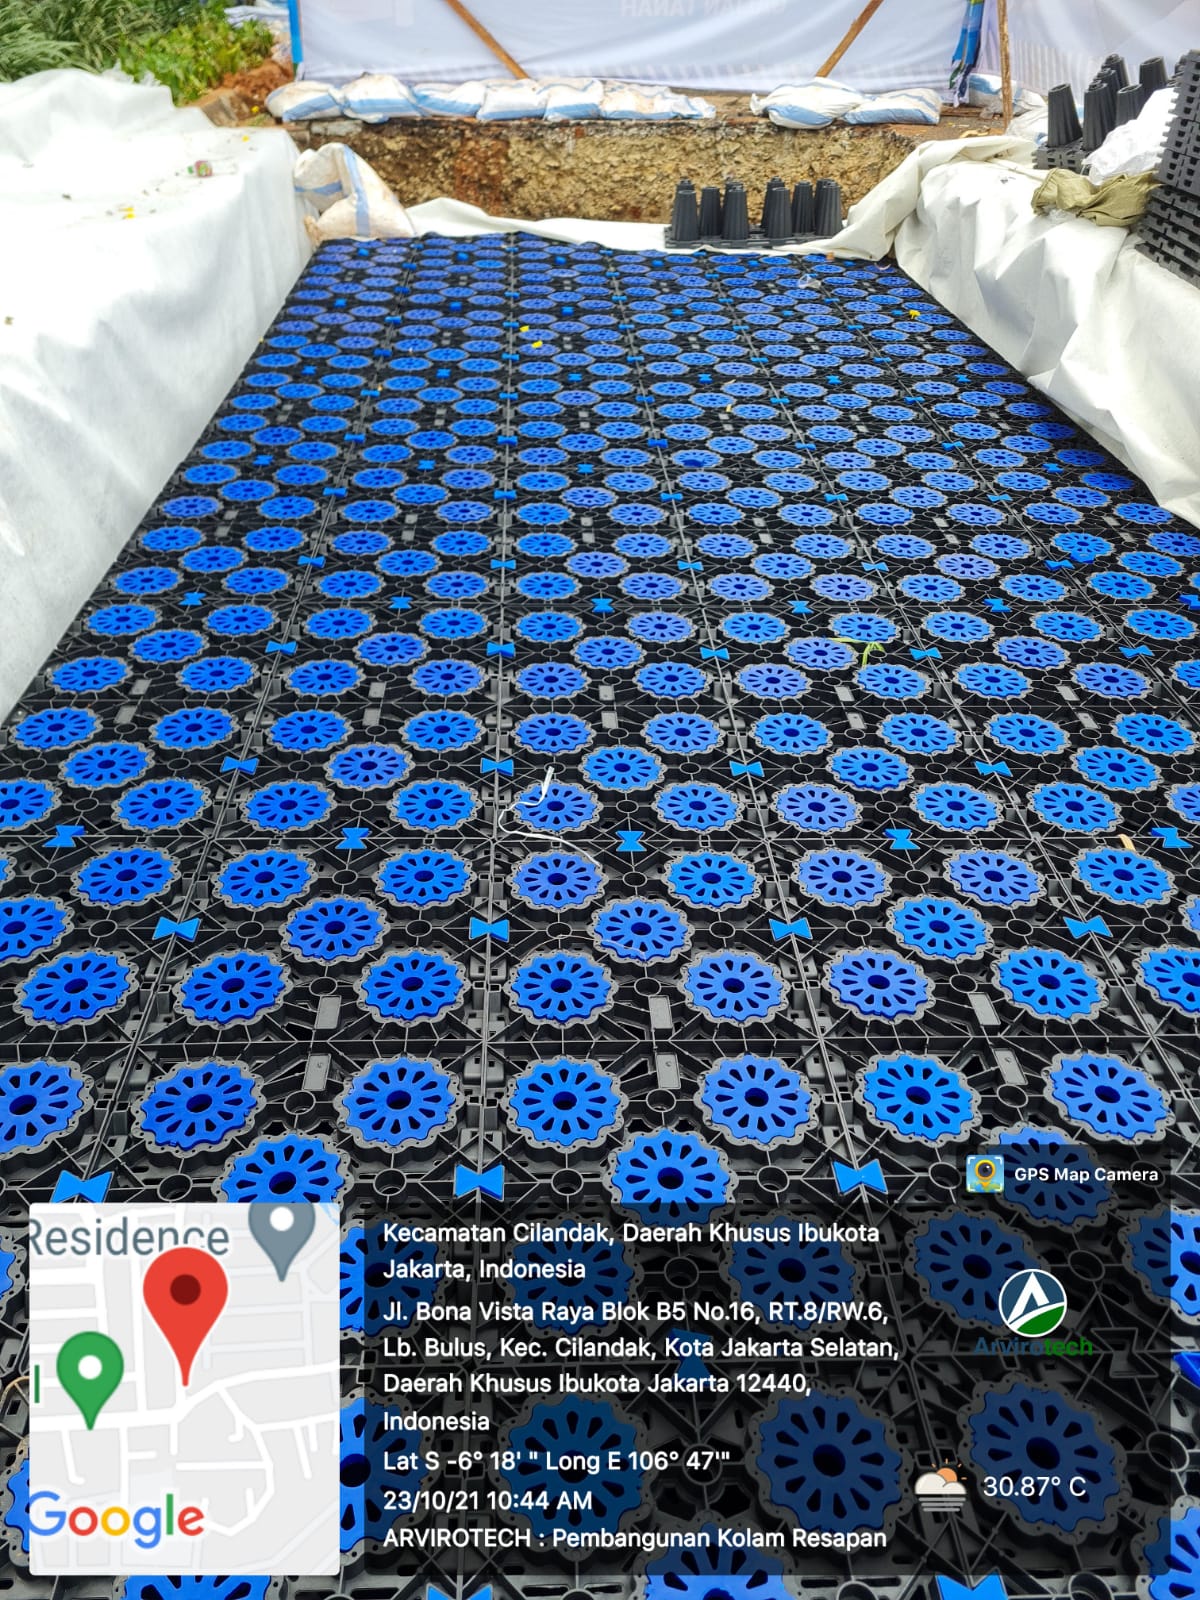 GALIAN TANAH
GPS Map Camera
Residence
Kecamatan Cilandak, Daerah Khusus Ibukota
Jakarta, Indonesia
Jl. Bona Vista Raya Blok B5 No.16, RT.8/RW.6,
Lb. Bulus, Kec. Cilandak, Kota Jakarta Selatan,
Daerah Khusus Ibukota Jakarta 12440,
Indonesia
Lat S -6° 18' " Long E 106° 47'"
23/10/21 10:44 AM
ARVIROTECH : Pembangunan Kolam Resapan
Arvirotech
30.87° C
Google